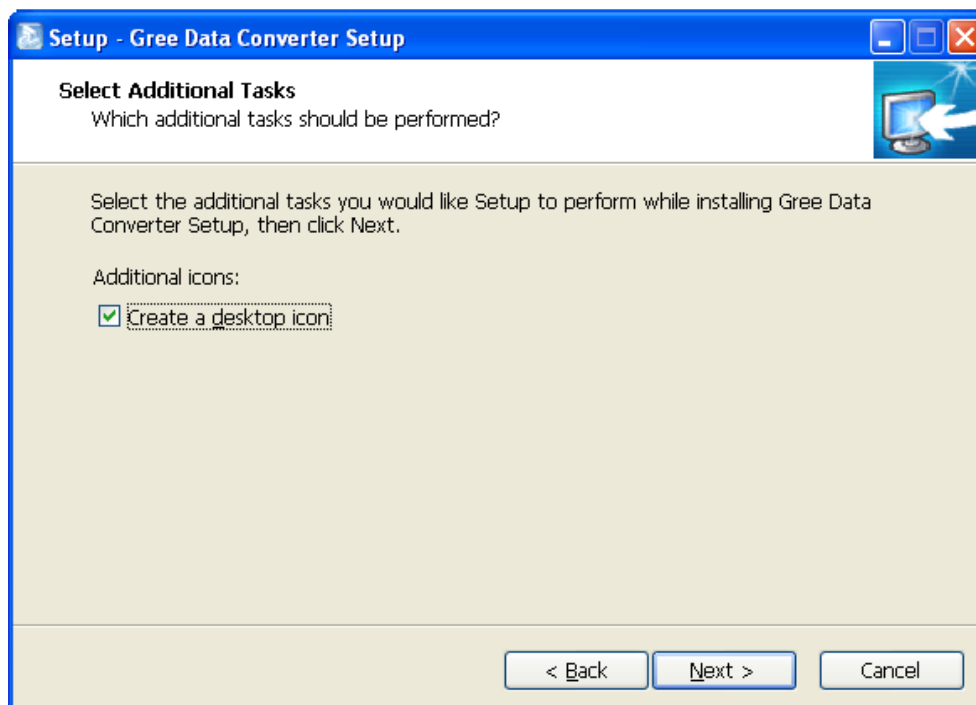 Setup - Gree Data Converter Setup
Select Additional Tasks
Which additional tasks should be performed?
Select the additional tasks you would like Setup to perform while installing Gree Data
Converter Setup, then click Next.
Additional icons:
Create a desktop icon
< Back
Next >
Cancel